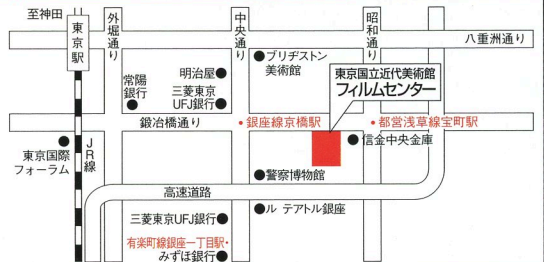 至神田
東京駅
外堀通り
中央通り
昭和通り
八重洲通り
ブリヂストン
美術館
明治屋
常陽
銀行
三菱東京
UFJ銀行
東京国立近代美術館
フィルムセンター
鍛冶橋通り
銀座線京橋駅
都営浅草線宝町駅
信金中央金庫
東京国際
フォーラム
JR線
警察博物館
高速道路
ル テアトル銀座
三菱東京UFJ銀行
有楽町線銀座一丁目駅
みずほ銀行